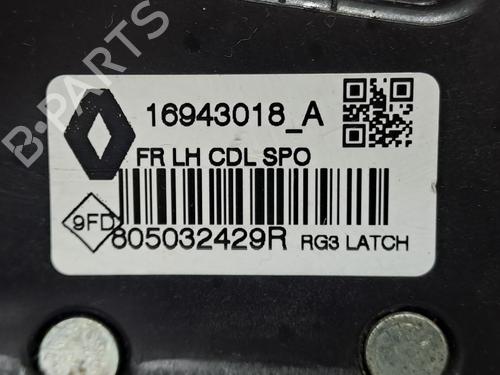 16943018_A
FR LH CDL SPO
9FD
805032429R RG3 LATCH
B-PARTS